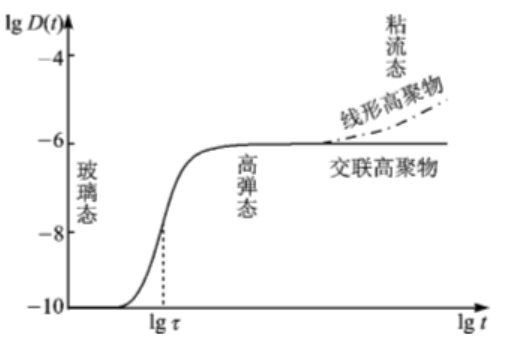 lg D(t)
-4
-6
-8
-10
玻璃态
高弹态
粘流态
线形高聚物
交联高聚物
lg τ
lg t